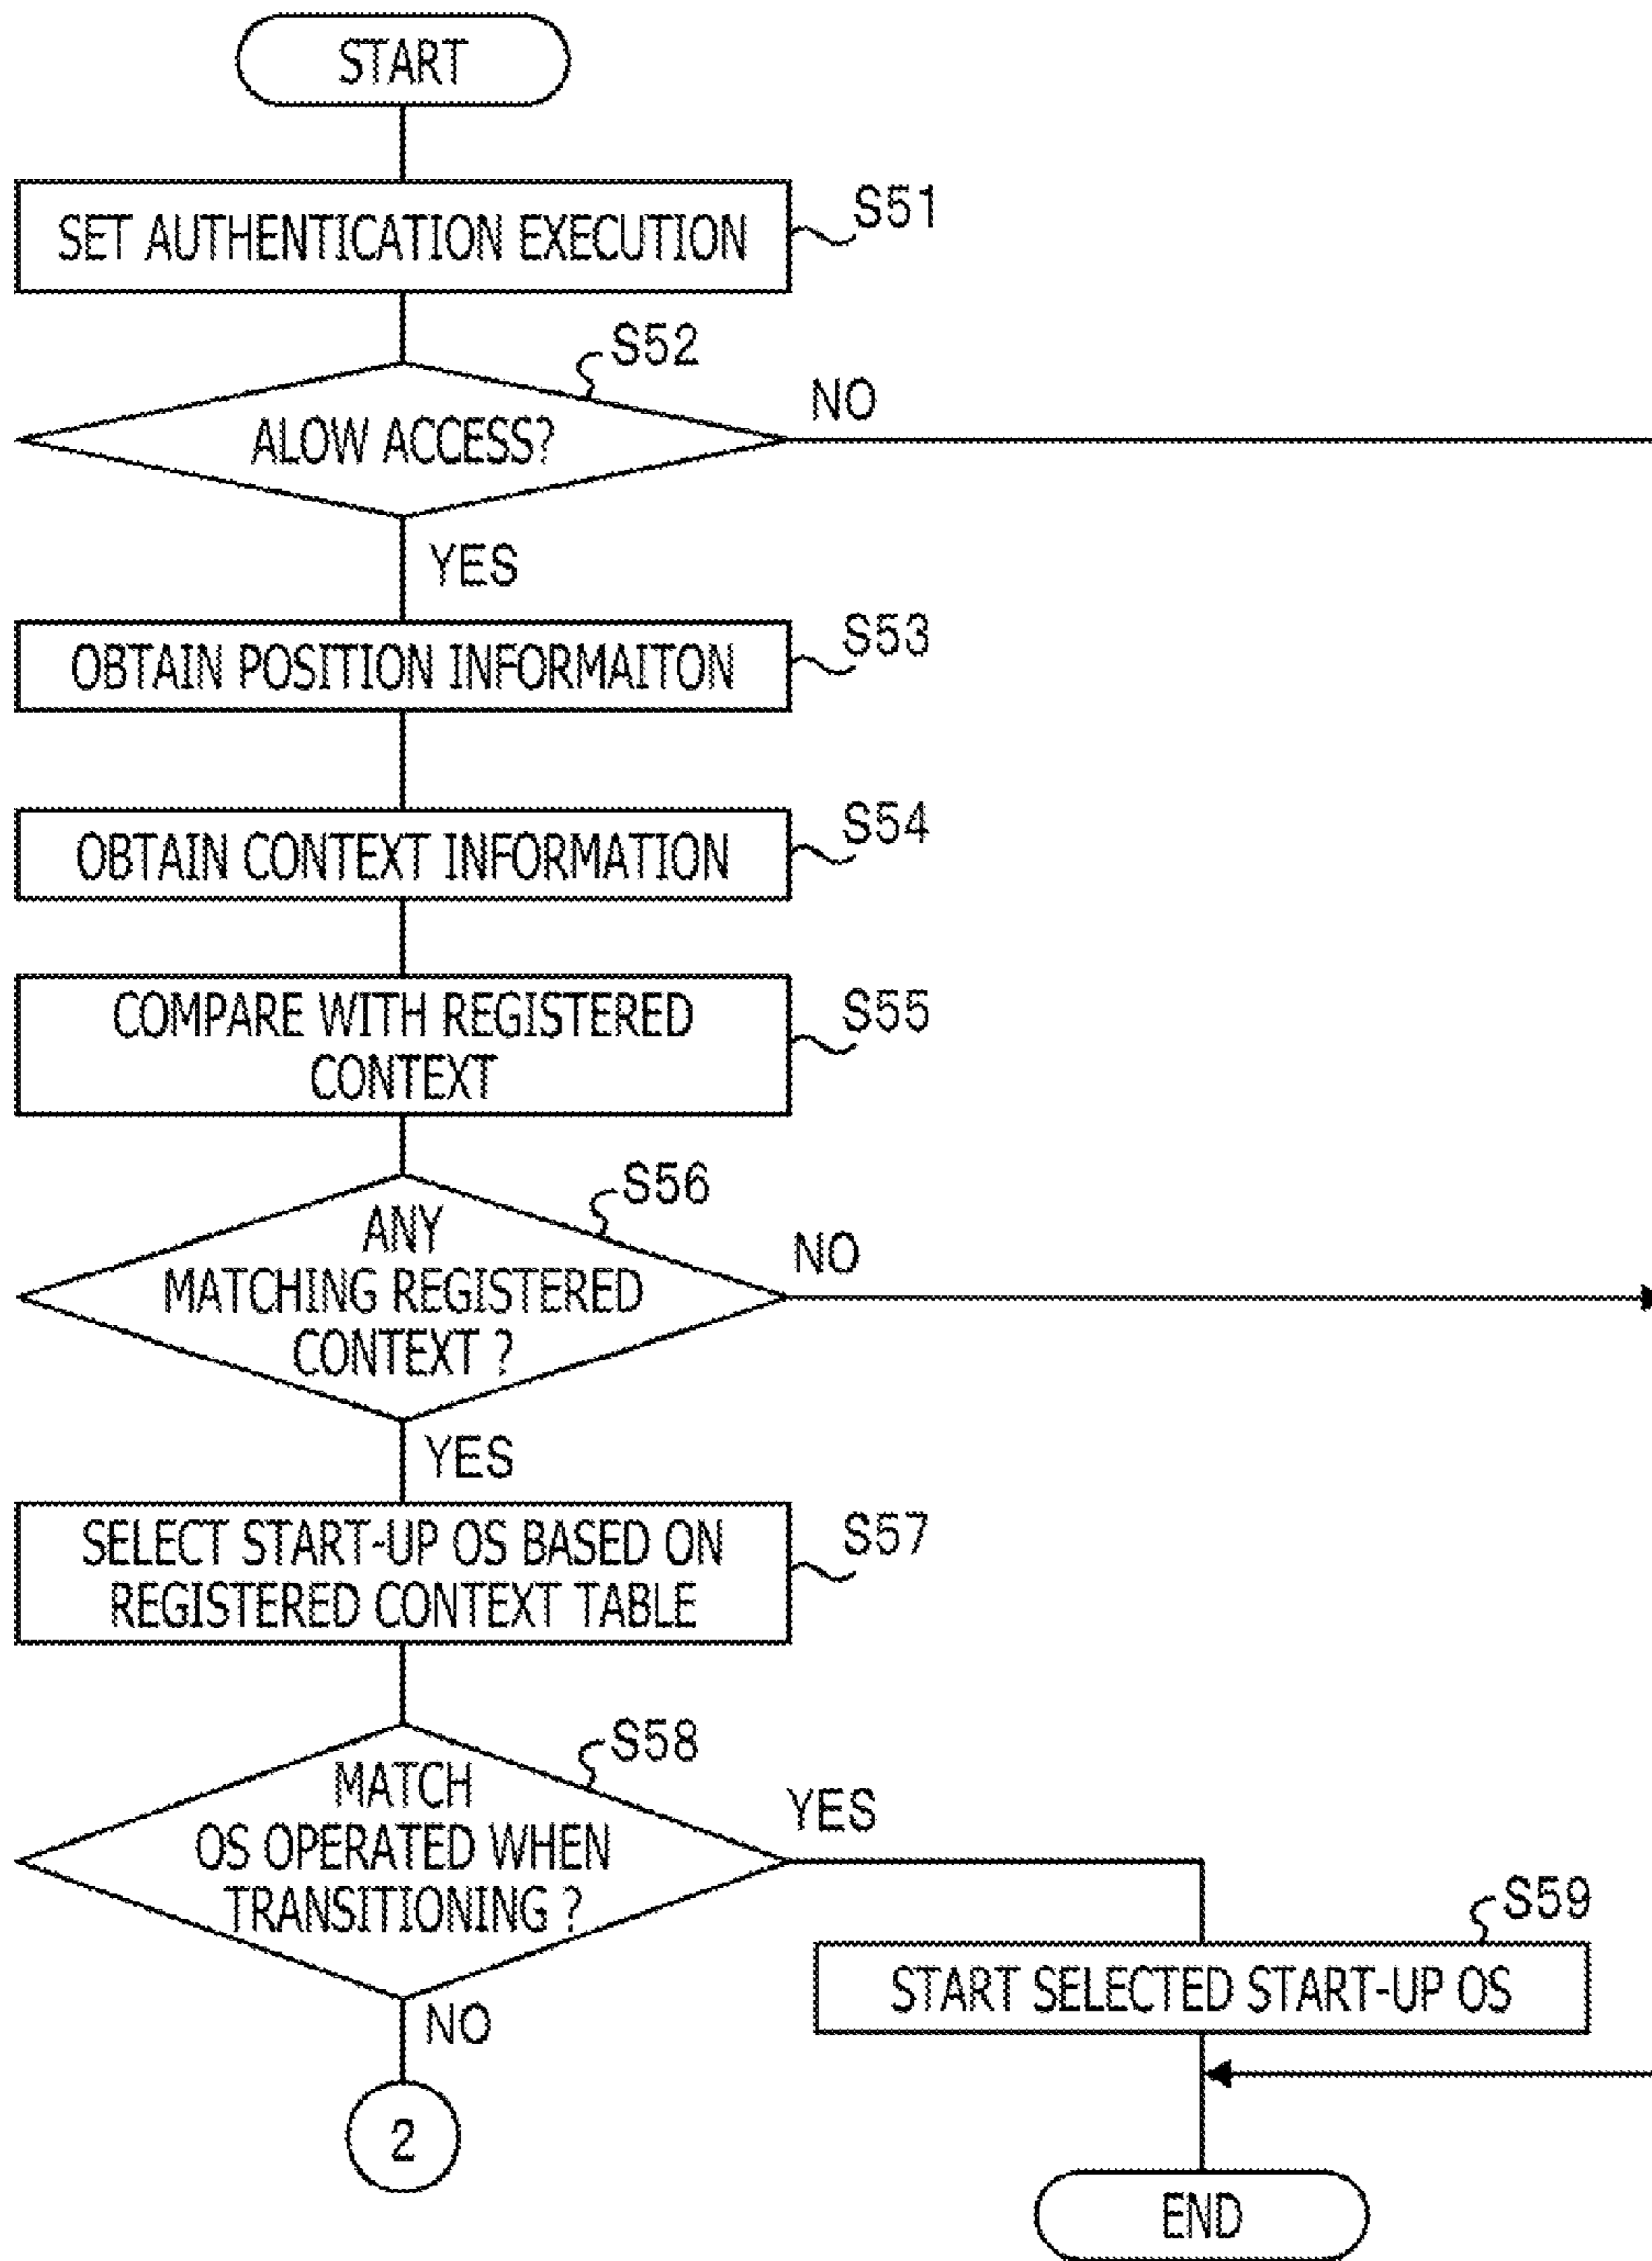 START
SET AUTHENTICATION EXECUTION
S51
S52
ALOW ACCESS?
NO
YES
OBTAIN POSITION INFORMAITON
S53
OBTAIN CONTEXT INFORMATION
S54
COMPARE WITH REGISTERED
CONTEXT
S55
S56
ANY
MATCHING REGISTERED
CONTEXT ?
NO
YES
SELECT START-UP OS BASED ON
REGISTERED CONTEXT TABLE
S57
S58
MATCH
OS OPERATED WHEN
TRANSITIONING ?
YES
NO
S59
START SELECTED START-UP OS
2
END